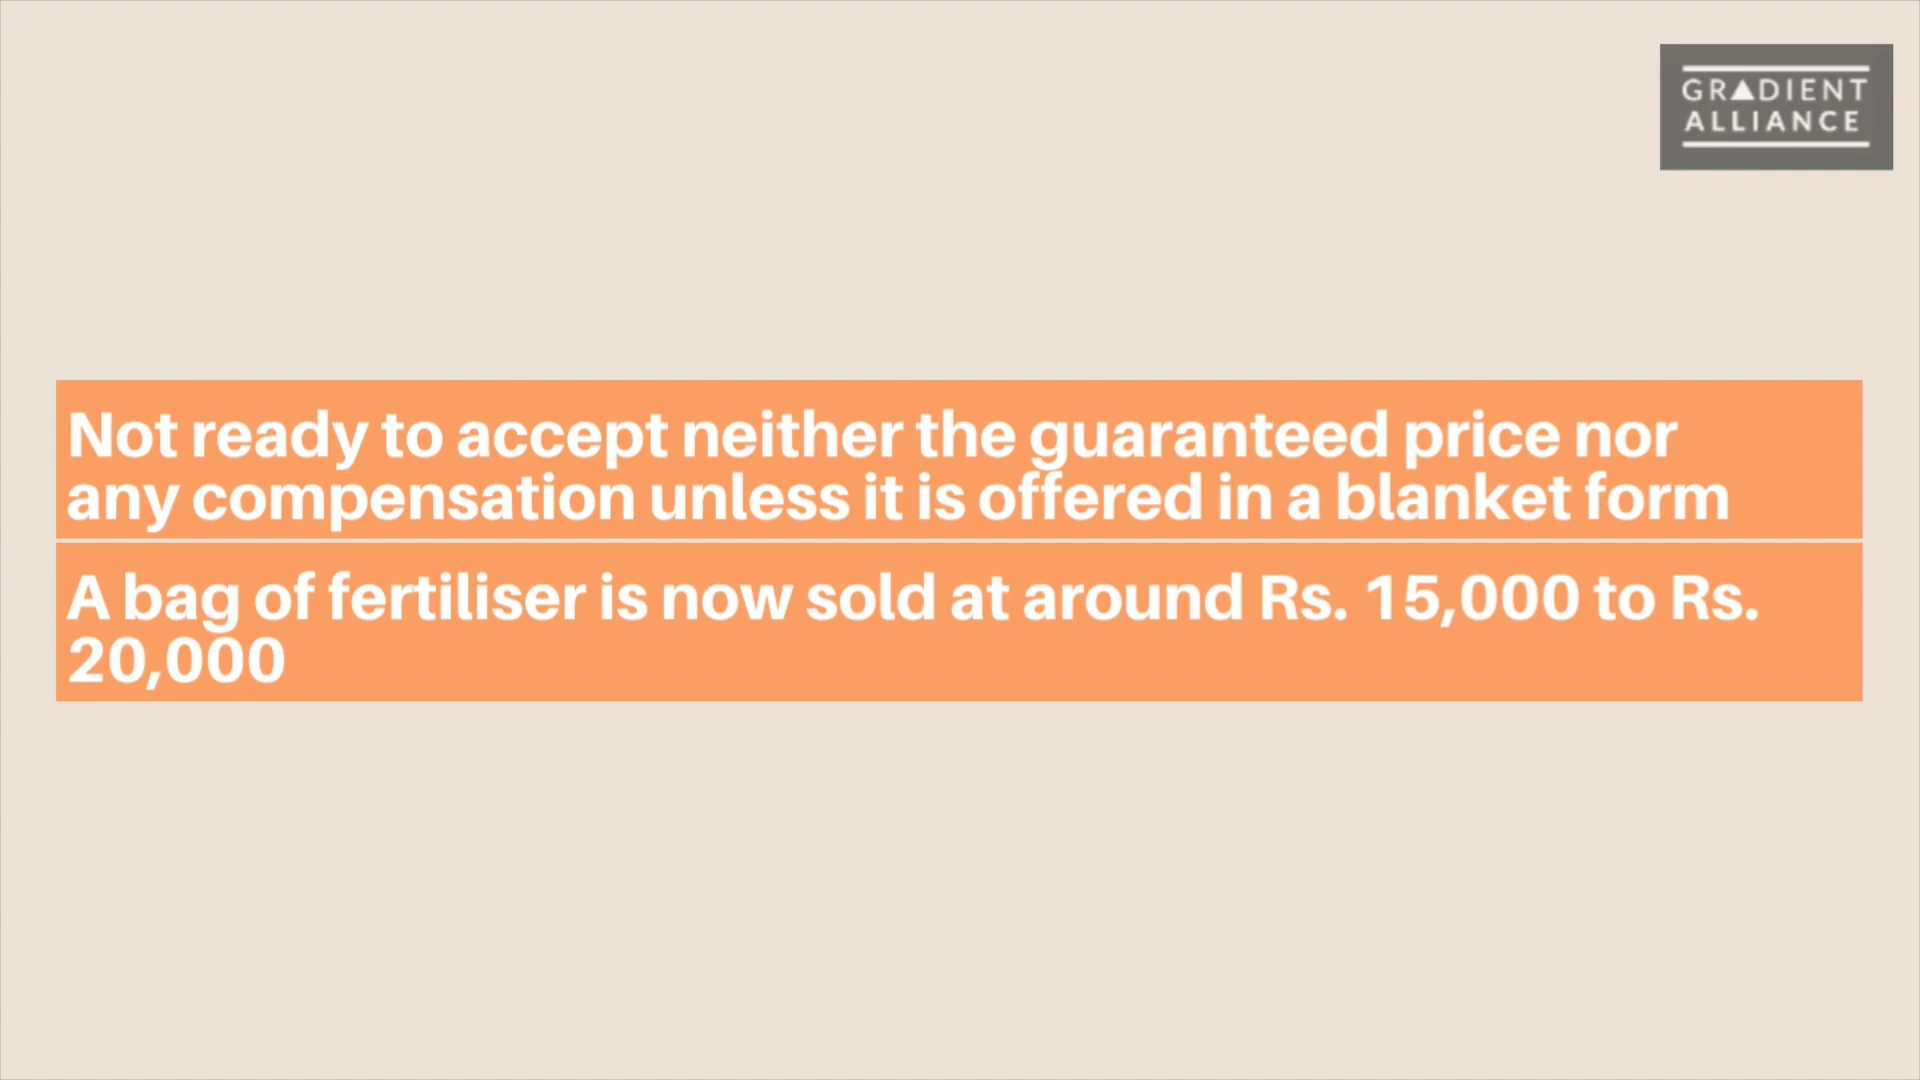 GRADIENT
ALLIANCE
Not ready to accept neither the guaranteed price nor
any compensation unless it is offered in a blanket form
A bag of fertiliser is now sold at around Rs. 15,000 to Rs.
20,000